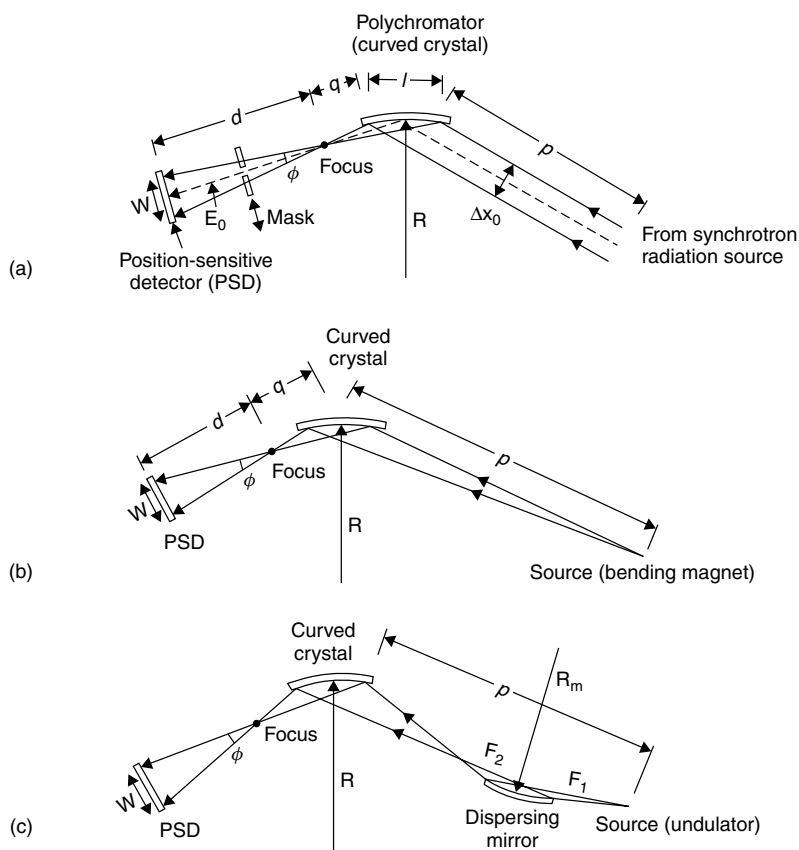 Polychromator
(curved crystal)
q
l
d
p
Focus
ϕ
W
E0
Mask
R
Δx0
From synchrotron
radiation source
Position-sensitive
detector (PSD)
(a)
Curved
crystal
q
d
p
Focus
ϕ
W
R
PSD
Source (bending magnet)
(b)
Curved
crystal
Rm
p
Focus
F2
F1
ϕ
W
R
PSD
Dispersing
mirror
Source (undulator)
(c)